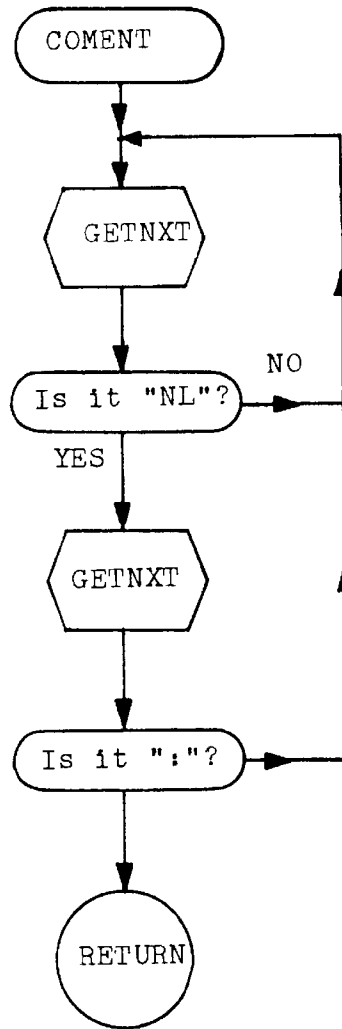 COMENT
GETNXT
Is it "NL"?
NO
YES
GETNXT
Is it ":"?
RETURN